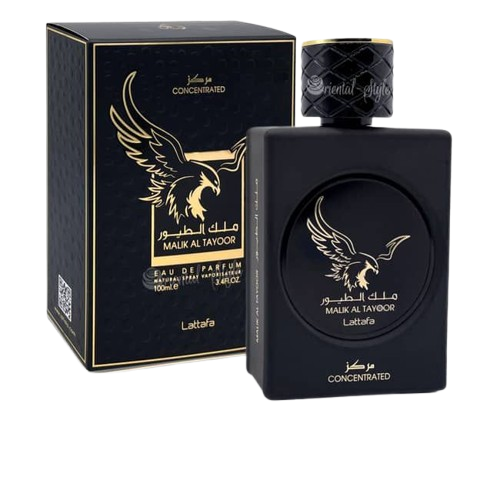 مركز
CONCENTRATED
ملك الطيور
MALIK AL TAYOOR
EAU DE PARFUM
NATURAL SPRAY VAPORISATEUR
100ml.e 3.4FL.OZ.
Lattafa
Oriental-Style
ملك الطيور
MALIK AL TAYOOR
Lattafa
مركز
CONCENTRATED